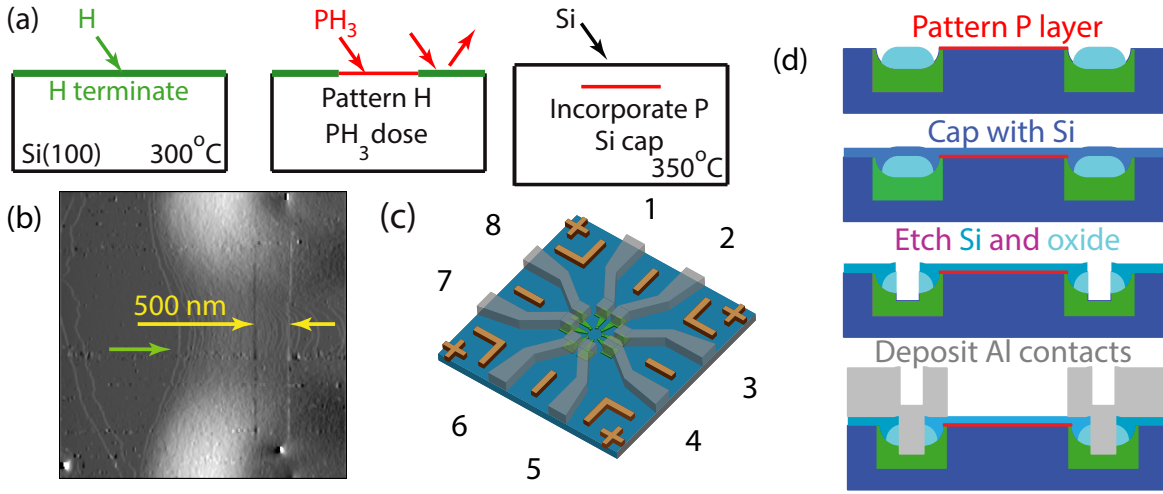 (a)
H
H terminate
Si(100) 300°C
PH₃
Pattern H
PH₃ dose
Si
Incorporate P
Si cap
350°C
(b)
500 nm
(c)
1
2
3
4
5
6
7
8
(d)
Pattern P layer
Cap with Si
Etch Si and oxide
Deposit Al contacts